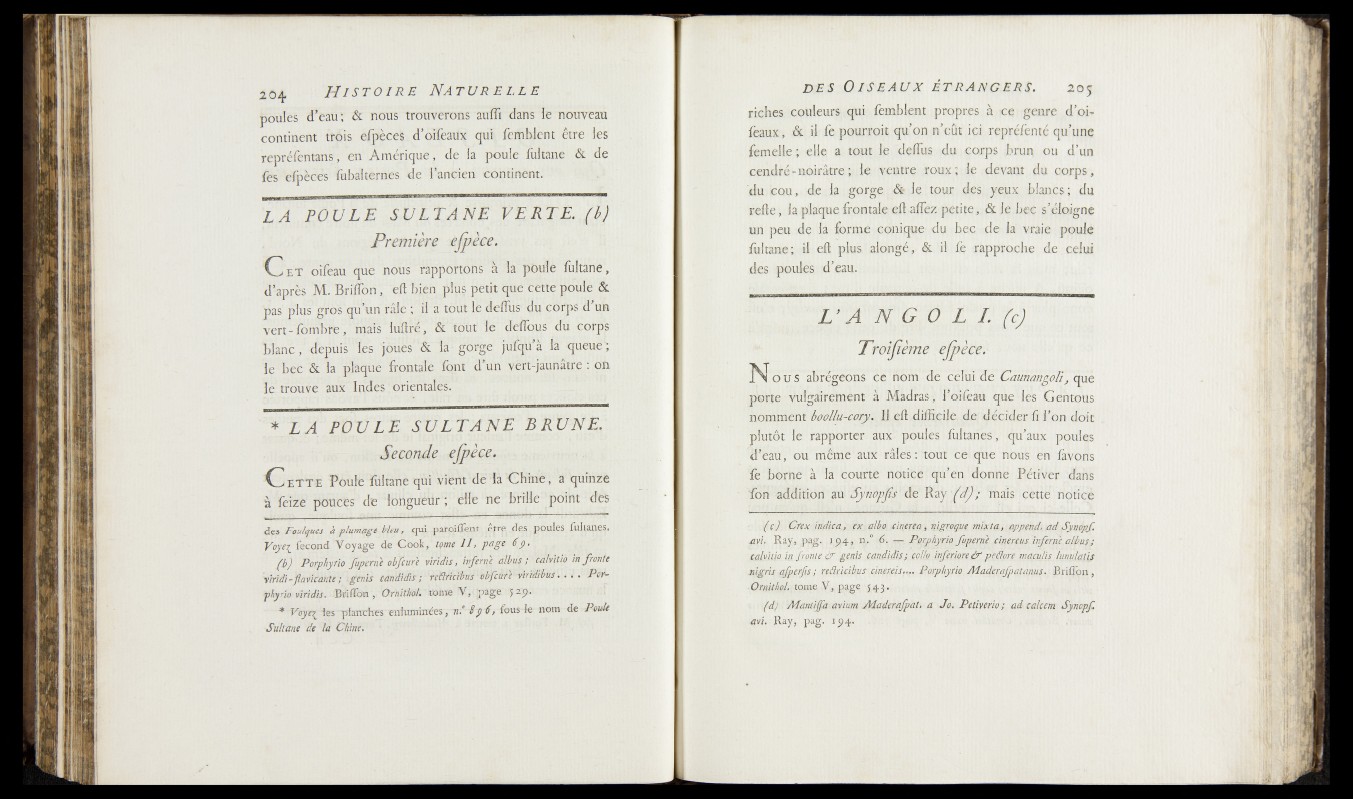 204 HISTOIRE NATURELLE
poules d'eau; & nous trouverons auſſi dans le nouveau
continent trois eſpèces d'oiſeaux qui ſemblent être les
repréſentans, en Amérique, de la poule ſultane & de
ſes eſpèces ſubalternes de l'ancien continent.
LA POULE SULTANE VERTE. (b)
Première eſpèce.
CET oiſeau que nous rapportons à la poule ſultane,
d'après M. Briſſon, eſt bien plus petit que cette poule &
pas plus gros qu'un râle; il a tout le deſſus du corps d'un
vert-ſombre, mais luſtré, & tout le deſſous du corps
blanc, depuis les joues & la gorge juſqu'à la queue;
le bec & la plaque frontale ſont d'un vert-jaunâtre: on
le trouve aux Indes orientales.
* LA POULE SULTANE BRUNE.
Seconde eſpèce.
CETTE Poule ſultane qui vient de la Chine, a quinze
à ſeize pouces de longueur; elle ne brille point des
des Foulques à plumage bleu, qui paroiſſent être des poules ſultanes.
Voyez ſecond Voyage de Cook, tome II, page 69.
(b) Porphyrio ſupernè obſcurè viridis, infernè albus; calvitio in fronte
viridi-flavicante; genis candidis; rectricibus obſcurè viridibus.... Por-
phyrio viridis. Briſſon, Ornithol. tome V, page 529.
* Voyez les planches enluminées, n.° 896, ſous le nom de Poule
Sultane de la Chine.
DES OISEAUX ÉTRANGERS. 205
riches couleurs qui ſemblent propres à ce genre d'oi-
ſeaux, & il ſe pourroit qu'on n'eût ici repréſenté qu'une
femelle; elle a tout le deſſus du corps brun ou d'un
cendré-noirâtre; le ventre roux; le devant du corps,
du cou, de la gorge & le tour des yeux blancs; du
reſte, la plaque frontale eſt aſſez petite, & le bec s'éloigne
un peu de la forme conique du bec de la vraie poule
ſultane; il eſt plus alongé, & il ſe rapproche de celui
des poules d'eau.
L'ANGOLI. (c)
Troiſième eſpèce.
NOUS abrégeons ce nom de celui de Caunangoli, que
porte vulgairement à Madras, l'oiſeau que les Gentous
nomment boollu-cory. Il eſt difficile de décider ſi l'on doit
plutôt le rapporter aux poules ſultanes, qu'aux poules
d'eau, ou même aux râles: tout ce que nous en ſavons
ſe borne à la courte notice qu'en donne Pétiver dans
ſon addition au Synopſis de Ray (d); mais cette notice
(c) Crex indica, ex albo cinerea, nigroque mixta, append. ad Synopſ.
avi. Ray, pag. 194, n.° 6. — Porphyrio ſupernè cinereus infernè albus;
calvitio in fronte & genis candidis; collo inferiore & pectore maculis lunulatis
nigris aſperſis; rectricibus cinereis.... Porphyrio Maderaſpatanus. Briſſon,
Ornithol. tome V, page 543.
(d) Mantiſſa avium Maderaſpat. a Jo. Petiverio; ad calcem Synopſ.
avi. Ray, pag. 194.